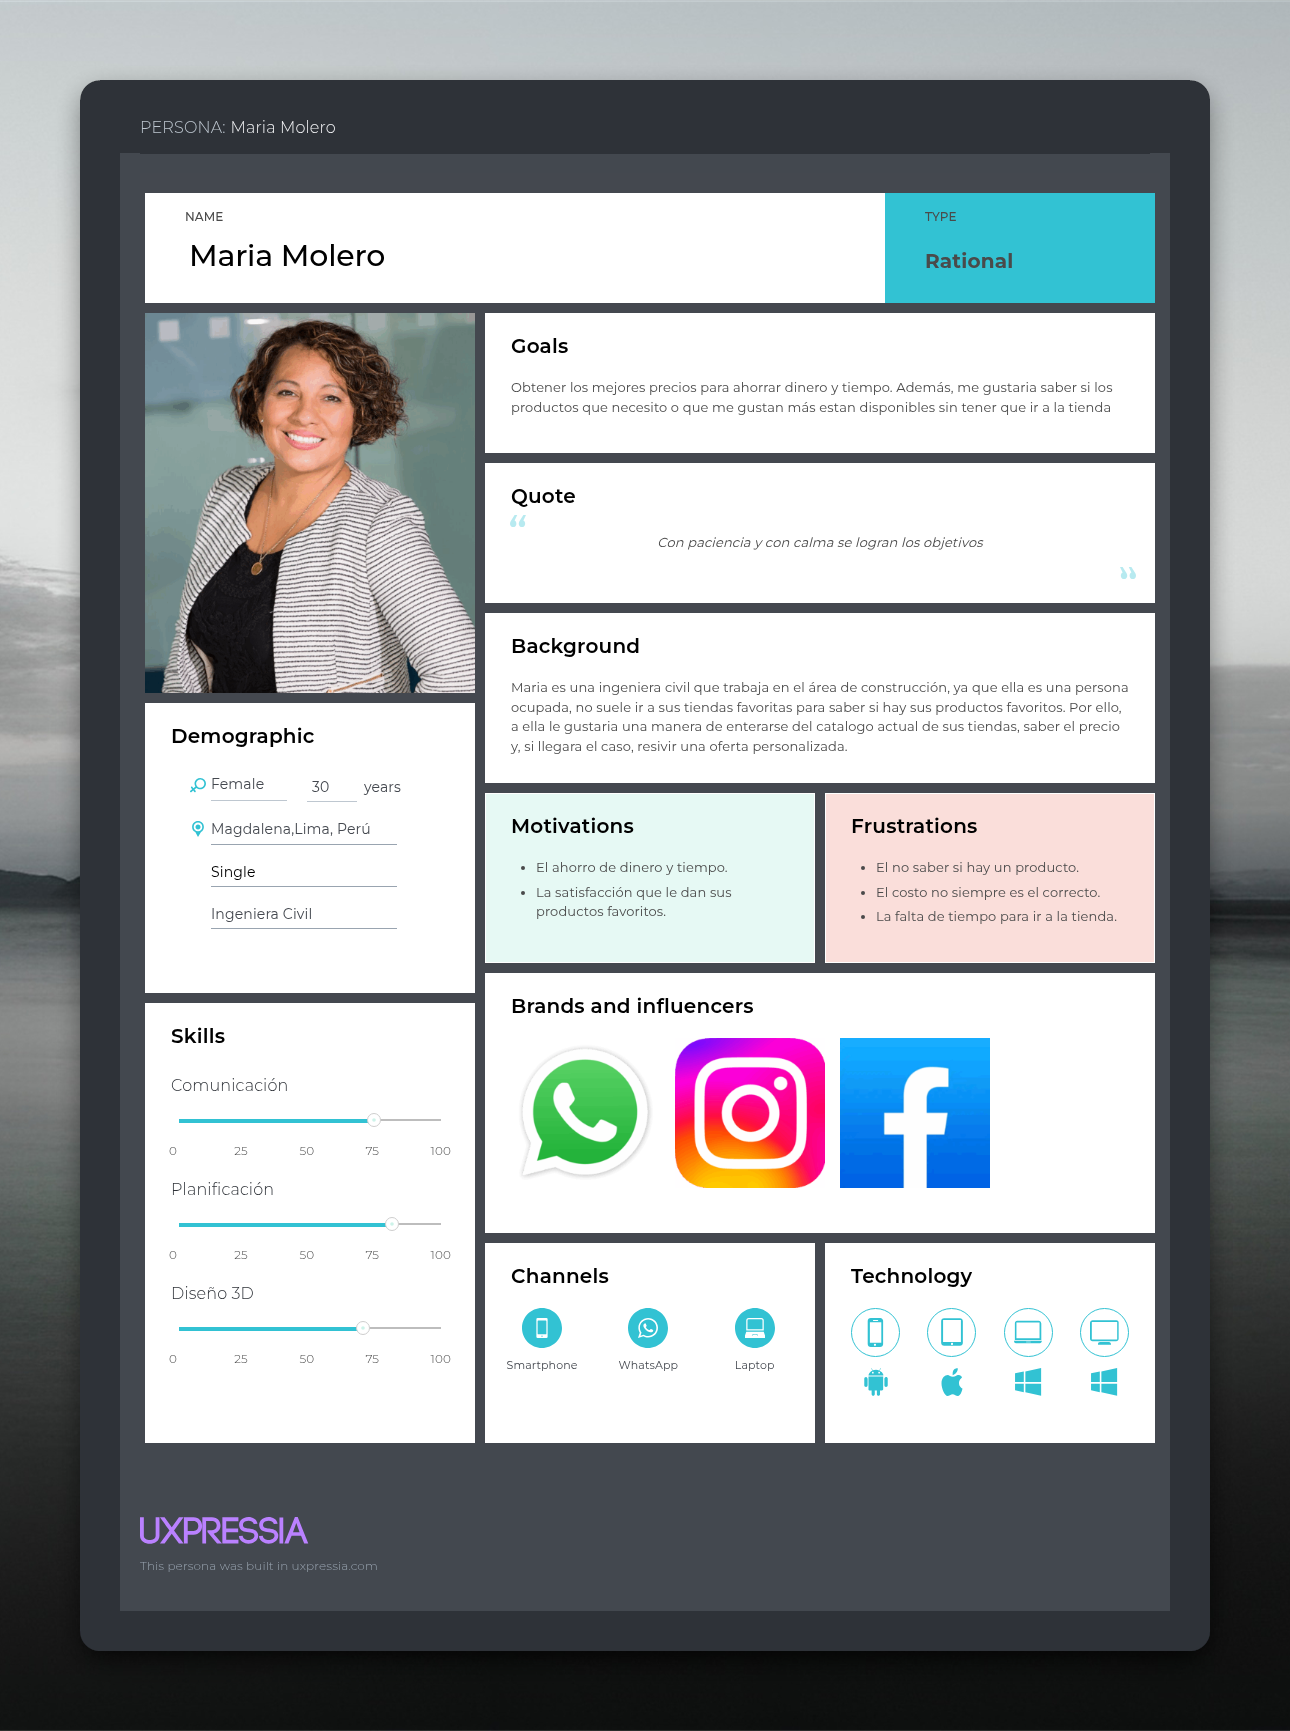 PERSONA: Maria Molero
NAME
Maria Molero
TYPE
Rational
Goals
Obtener los mejores precios para ahorrar dinero y tiempo. Además, me gustaria saber si los
productos que necesito o que me gustan más estan disponibles sin tener que ir a la tienda
Quote
“
Con paciencia y con calma se logran los objetivos
”
Background
Maria es una ingeniera civil que trabaja en el área de construcción, ya que ella es una persona
ocupada, no suele ir a sus tiendas favoritas para saber si hay sus productos favoritos. Por ello,
a ella le gustaria una manera de enterarse del catalogo actual de sus tiendas, saber el precio
y, si llegara el caso, resivir una oferta personalizada.
Demographic
Female 30 years
Magdalena,Lima, Perú
Single
Ingeniera Civil
Motivations
• El ahorro de dinero y tiempo.
• La satisfacción que le dan sus
productos favoritos.
Frustrations
• El no saber si hay un producto.
• El costo no siempre es el correcto.
• La falta de tiempo para ir a la tienda.
Skills
Comunicación
0 25 50 75 100
Planificación
0 25 50 75 100
Diseño 3D
0 25 50 75 100
Brands and influencers
Channels
Smartphone WhatsApp Laptop
Technology
UXPRESSIA
This persona was built in uxpressia.com